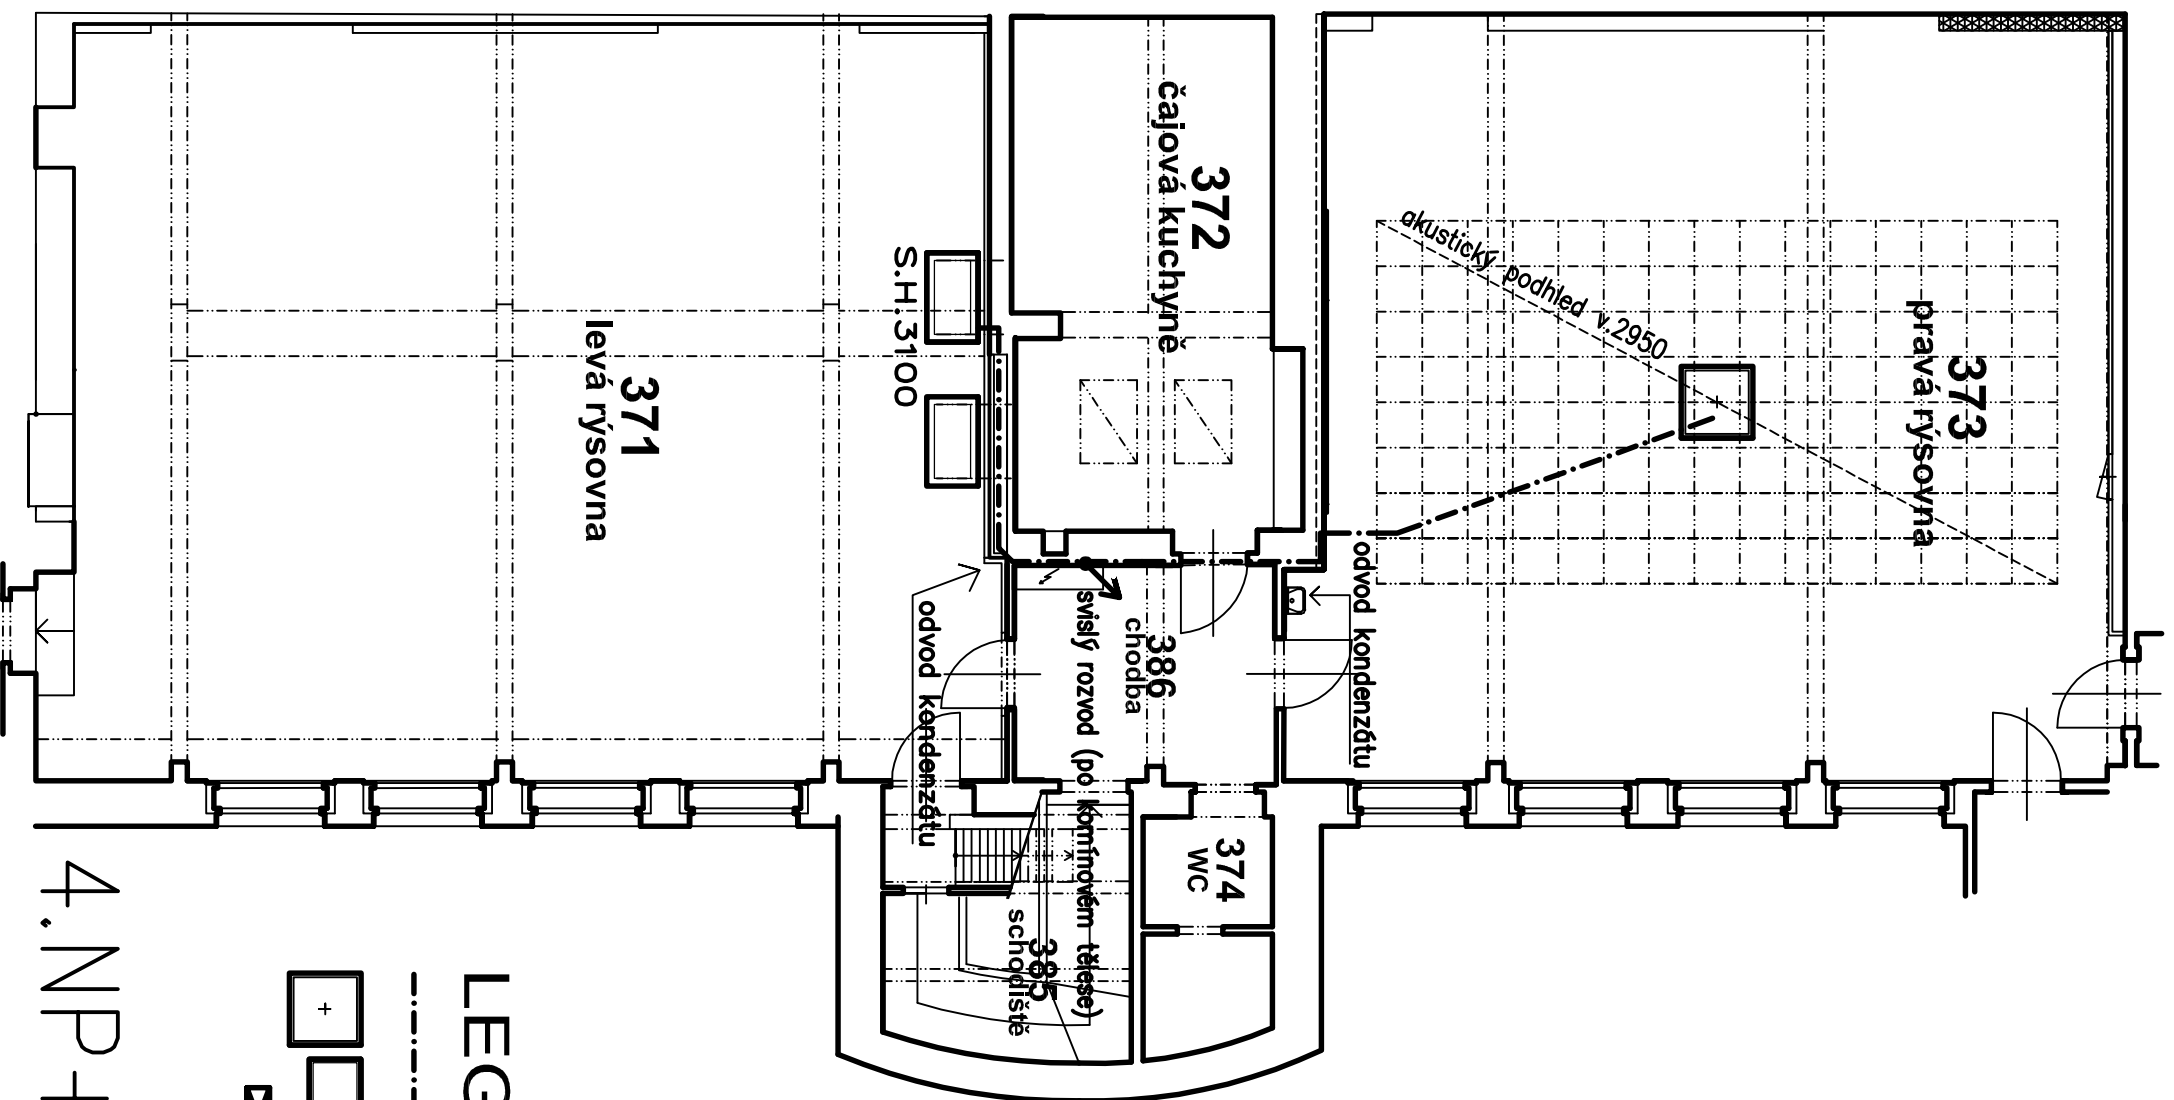 372
čajová kuchyně
373
pravá rýsovna
akustický podhled v.2950
371
levá rýsovna
S.H.3100
odvod kondenzátu
odvod kondenzátu
386
chodba
svislý rozvod (po komínovém tělese)
374
WC
385
schodiště
4.NP
LEG